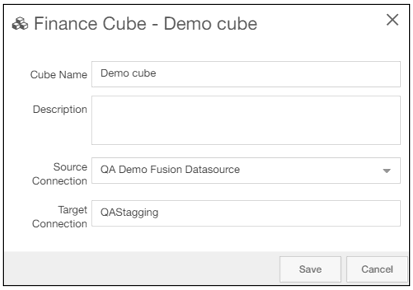 Finance Cube - Demo cube
Cube Name
Demo cube
Description
Source
Connection
QA Demo Fusion Datasource
Target
Connection
QAStagging
Save
Cancel